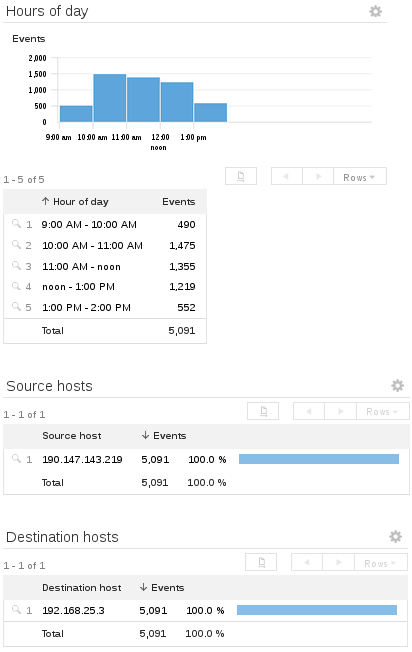 Hours of day
Events
2,000
1,500
1,000
500
0
9:00 am 10:00 am 11:00 am 12:00 noon 1:00 pm
1 - 5 of 5
Rows
↑ Hour of day Events
1 9:00 AM - 10:00 AM 490
2 10:00 AM - 11:00 AM 1,475
3 11:00 AM - noon 1,355
4 noon - 1:00 PM 1,219
5 1:00 PM - 2:00 PM 552
Total 5,091
Source hosts
1 - 1 of 1
Rows
Source host ↓ Events
1 190.147.143.219 5,091 100.0 %
Total 5,091 100.0 %
Destination hosts
1 - 1 of 1
Rows
Destination host ↓ Events
1 192.168.25.3 5,091 100.0 %
Total 5,091 100.0 %